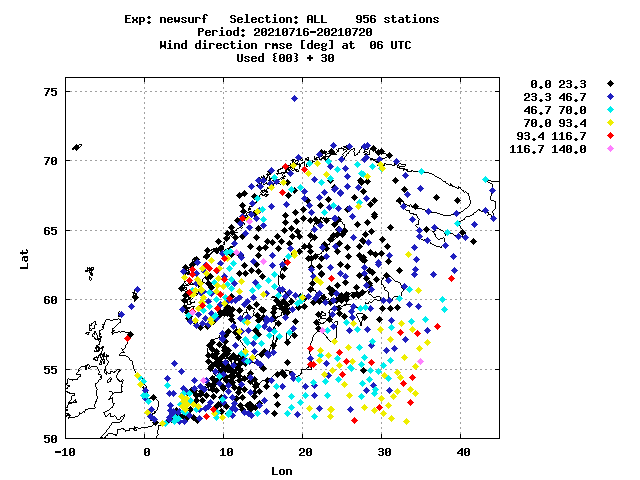 Exp: newsurf Selection: ALL 956 stations
Period: 20210716-20210720
Wind direction rmse [deg] at 06 UTC
Used {00} + 30
0.0 23.3
23.3 46.7
46.7 70.0
70.0 93.4
93.4 116.7
116.7 140.0
75
70
65
60
55
50
Lat
-10 0 10 20 30 40
Lon